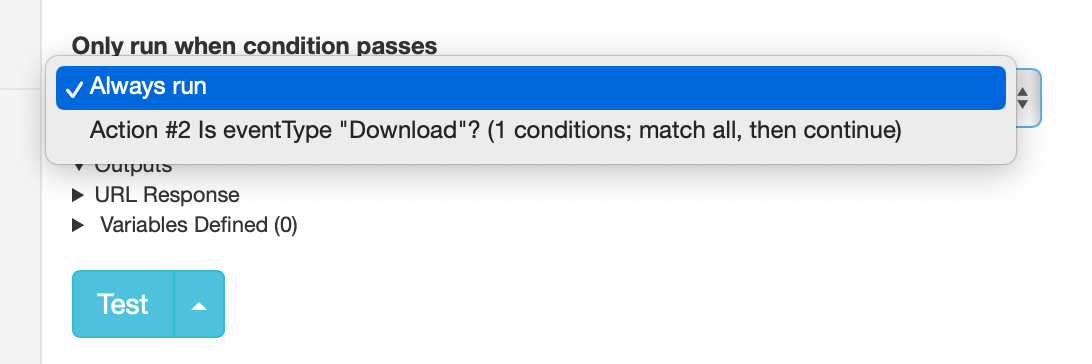 Only run when condition passes
Always run
Action #2 Is eventType "Download"? (1 conditions; match all, then continue)
Outputs
URL Response
Variables Defined (0)
Test